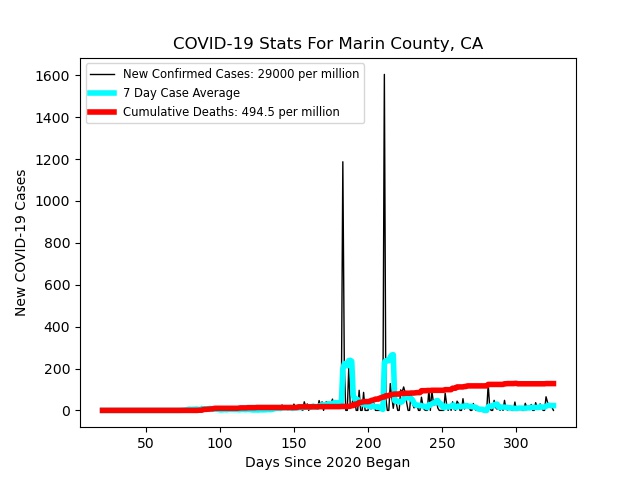 COVID-19 Stats For Marin County, CA
New Confirmed Cases: 29000 per million
7 Day Case Average
Cumulative Deaths: 494.5 per million
New COVID-19 Cases
1600
1400
1200
1000
800
600
400
200
0
50
100
150
200
250
300
Days Since 2020 Began